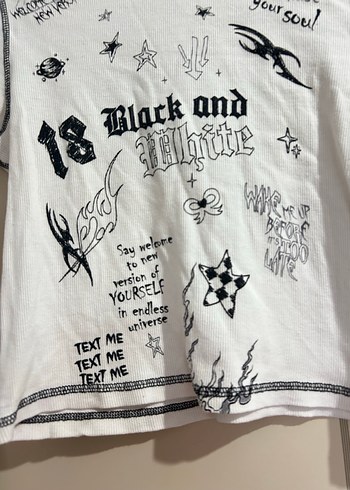 WELCOME
NEW VERSI
your soul
18 Black and
White
WAKE ME UP
BEFORE
IT'S TOO
LATE
Say welcome
to new
version of
YOURSELF
in endless
universe
TEXT ME
TEXT ME
TEXT ME